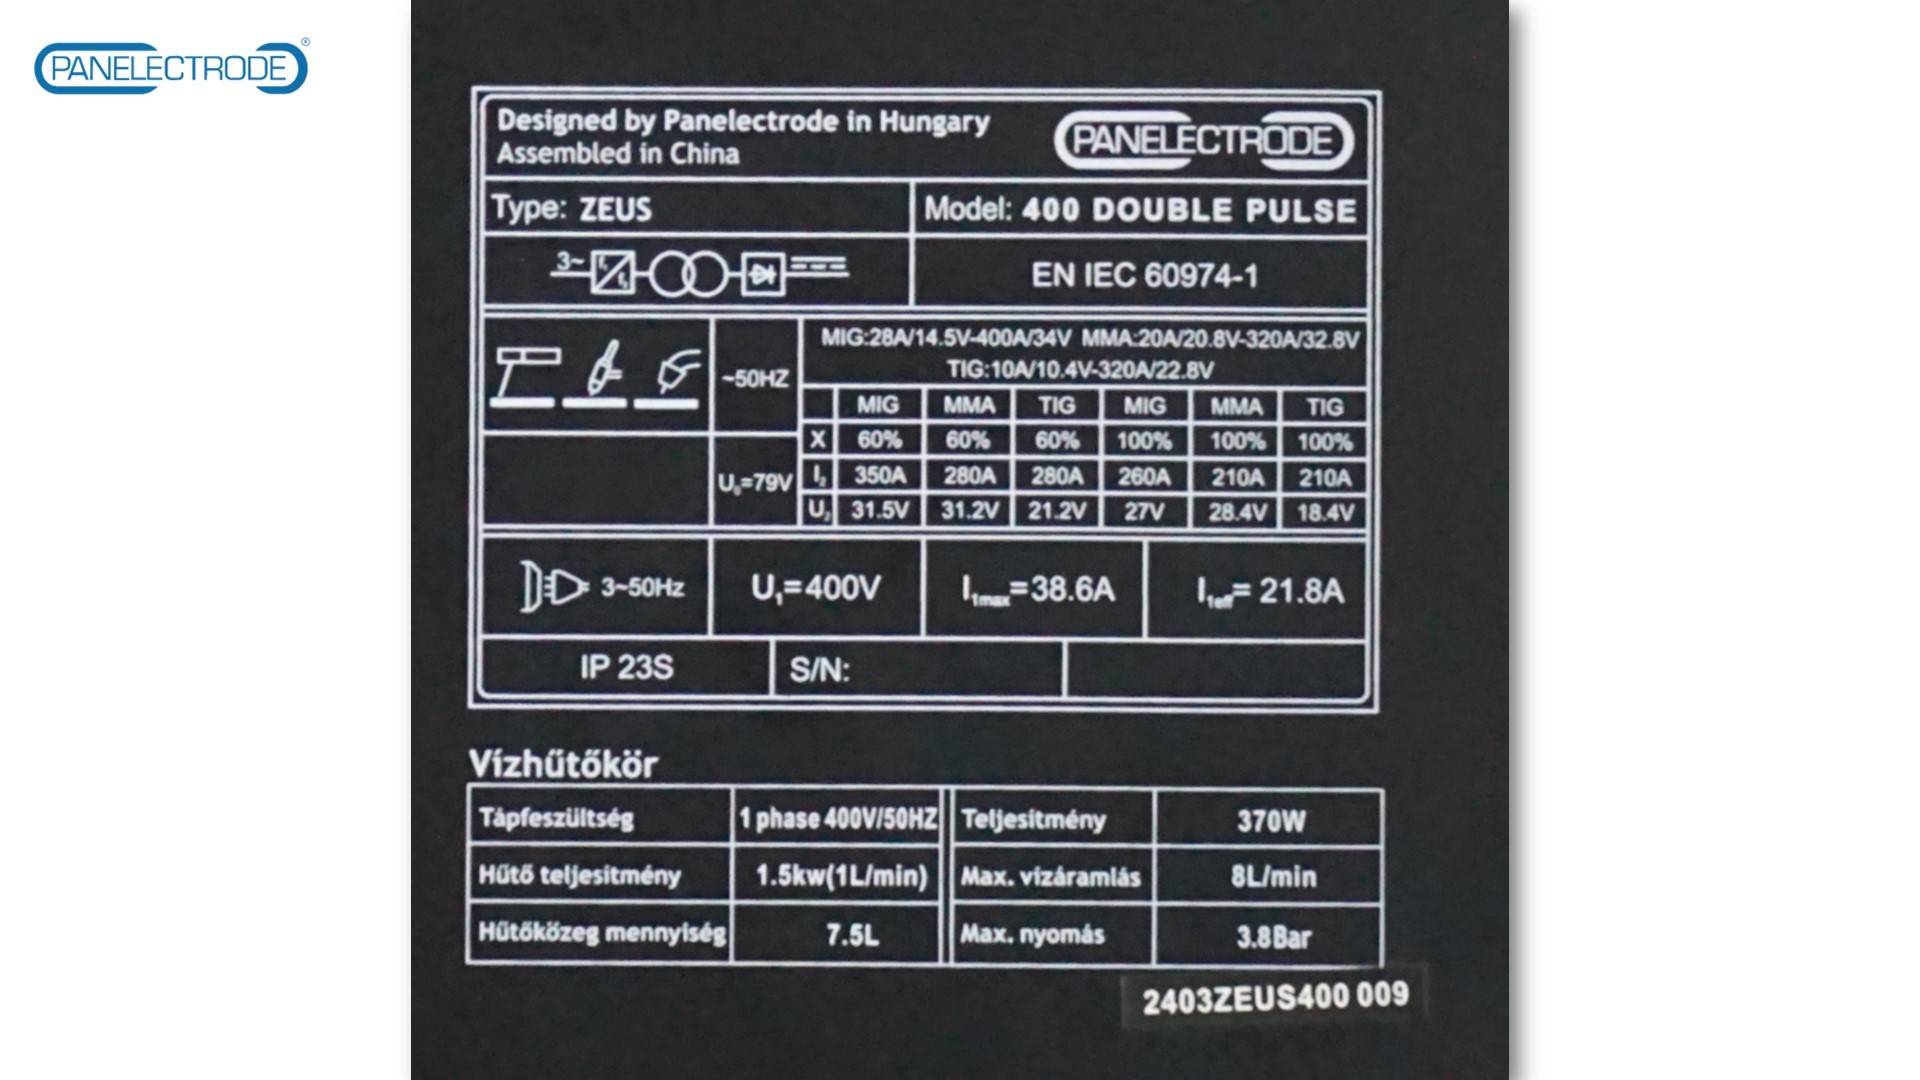 PANELECTRODE®
Designed by Panelectrode in Hungary
Assembled in China
PANELECTRODE
Type: ZEUS
Model: 400 DOUBLE PULSE
3~
f₁
f₂
EN IEC 60974-1
~50HZ
MIG:28A/14.5V-400A/34V MMA:20A/20.8V-320A/32.8V
TIG:10A/10.4V-320A/22.8V
MIG MMA TIG MIG MMA TIG
X 60% 60% 60% 100% 100% 100%
U₀=79V
I₂ 350A 280A 280A 260A 210A 210A
U₂ 31.5V 31.2V 21.2V 27V 28.4V 18.4V
3~50Hz U₁=400V I₁max=38.6A I₁eff= 21.8A
IP 23S S/N:
Vízhűtőkör
Tápfeszültség 1 phase 400V/50HZ Teljesítmény 370W
Hűtő teljesítmény 1.5kw(1L/min) Max. vízáramlás 8L/min
Hűtőközeg mennyiség 7.5L Max. nyomás 3.8Bar
2403ZEUS400 009